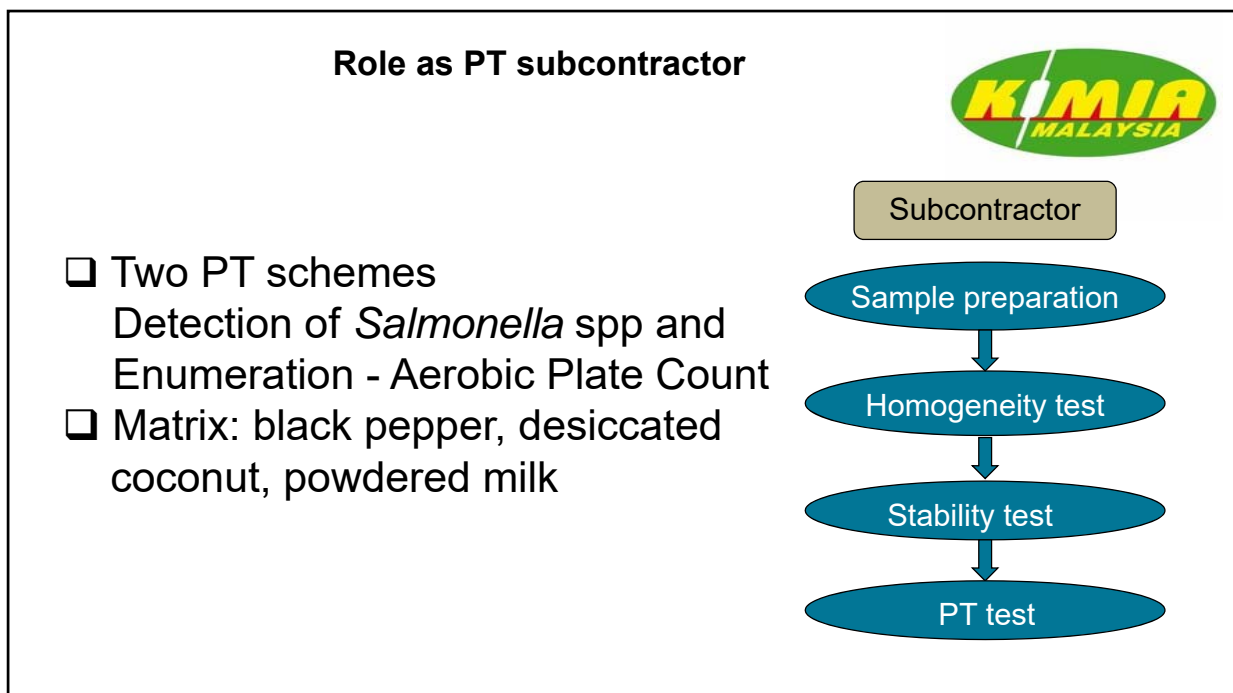 Role as PT subcontractor
KIMIA
MALAYSIA
Subcontractor
❑ Two PT schemes
Detection of Salmonella spp and
Enumeration - Aerobic Plate Count
❑ Matrix: black pepper, desiccated
coconut, powdered milk
Sample preparation
Homogeneity test
Stability test
PT test